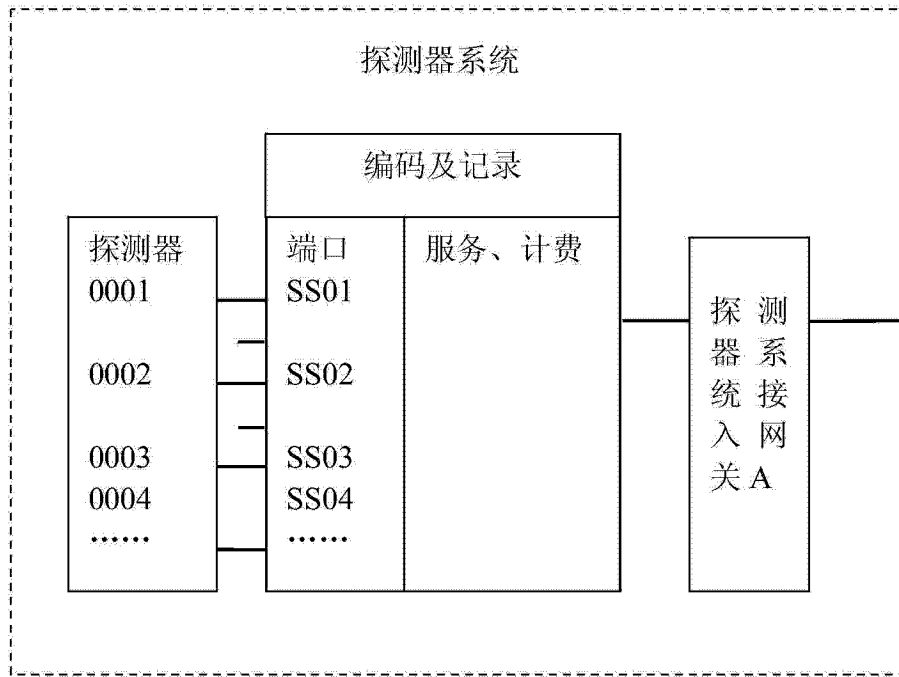 探测器系统
编码及记录
探测器
0001
0002
0003
0004
……
端口
SS01
SS02
SS03
SS04
……
服务、计费
探测
器系
统接
入网
关A